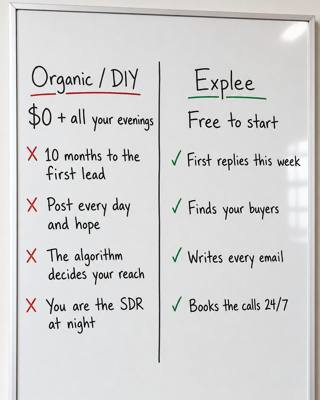 Organic / DIY
$0 + all your evenings
X 10 months to the
first lead
X Post every day
and hope
X The algorithm
decides your reach
X You are the SDR
at night
Explee
Free to start
✓ First replies this week
✓ Finds your buyers
✓ Writes every email
✓ Books the calls 24/7